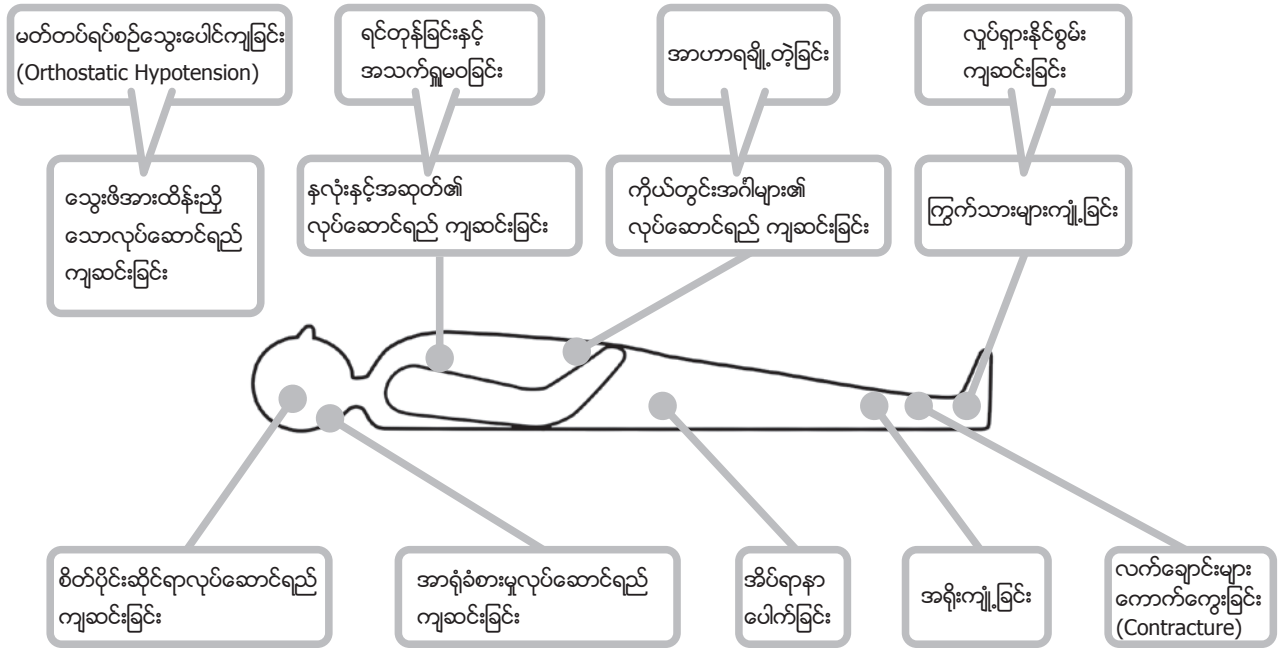 မတ်တပ်ရပ်စဉ်သွေးပေါင်ကျခြင်း
(Orthostatic Hypotension)
ရင်တုန်ခြင်းနှင့်
အသက်ရှူမဝခြင်း
အာဟာရချို့တဲ့ခြင်း
လှုပ်ရှားနိုင်စွမ်း
ကျဆင်းခြင်း
သွေးဖိအားထိန်းညှိ
သောလုပ်ဆောင်ရည်
ကျဆင်းခြင်း
နှလုံးနှင့်အဆုတ်၏
လုပ်ဆောင်ရည် ကျဆင်းခြင်း
ကိုယ်တွင်းအင်္ဂါများ၏
လုပ်ဆောင်ရည် ကျဆင်းခြင်း
ကြွက်သားများကျုံ့ခြင်း
စိတ်ပိုင်းဆိုင်ရာလုပ်ဆောင်ရည်
ကျဆင်းခြင်း
အာရုံခံစားမှုလုပ်ဆောင်ရည်
ကျဆင်းခြင်း
အိပ်ရာနာ
ပေါက်ခြင်း
အရိုးကျုံ့ခြင်း
လက်ချောင်းများ
ကောက်ကွေးခြင်း
(Contracture)